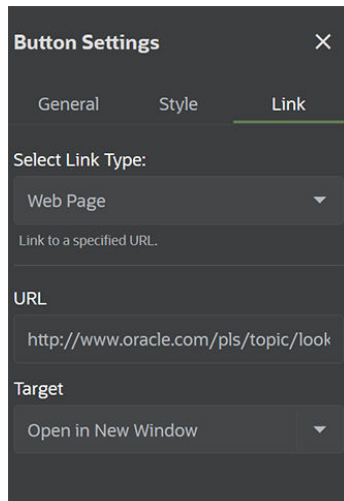 Button Settings
General Style Link
Select Link Type:
Web Page
Link to a specified URL.
URL
http://www.oracle.com/pls/topic/look
Target
Open in New Window